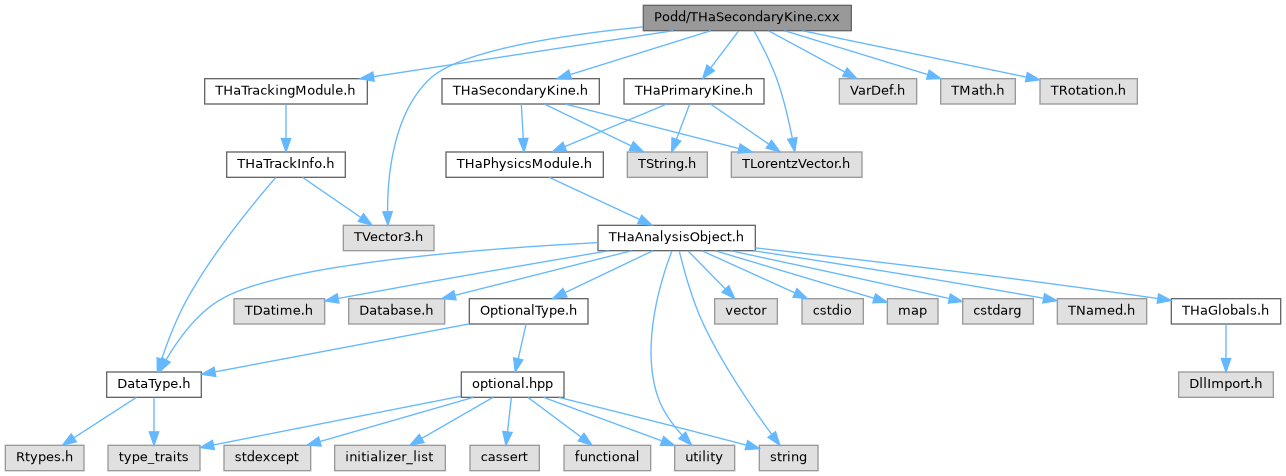 Podd/THaSecondaryKine.cxx
THaTrackingModule.h
THaSecondaryKine.h
THaPrimaryKine.h
VarDef.h
TMath.h
TRotation.h
THaTrackInfo.h
THaPhysicsModule.h
TString.h
TLorentzVector.h
TVector3.h
THaAnalysisObject.h
TDatime.h
Database.h
OptionalType.h
vector
cstdio
map
cstdarg
TNamed.h
THaGlobals.h
DataType.h
optional.hpp
DllImport.h
Rtypes.h
type_traits
stdexcept
initializer_list
cassert
functional
utility
string